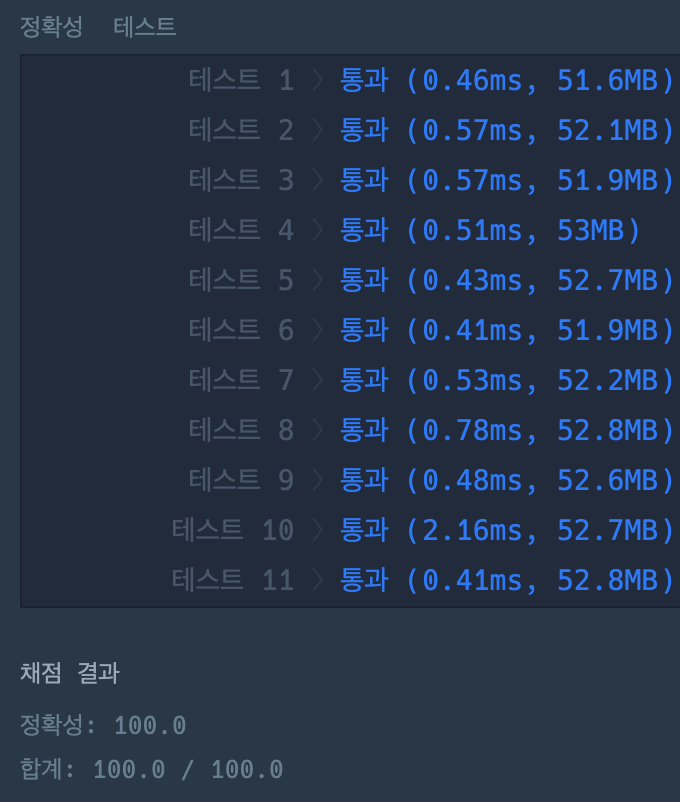 정확성 테스트
테스트 1 〉 통과 (0.46ms, 51.6MB)
테스트 2 〉 통과 (0.57ms, 52.1MB)
테스트 3 〉 통과 (0.57ms, 51.9MB)
테스트 4 〉 통과 (0.51ms, 53MB)
테스트 5 〉 통과 (0.43ms, 52.7MB)
테스트 6 〉 통과 (0.41ms, 51.9MB)
테스트 7 〉 통과 (0.53ms, 52.2MB)
테스트 8 〉 통과 (0.78ms, 52.8MB)
테스트 9 〉 통과 (0.48ms, 52.6MB)
테스트 10 〉 통과 (2.16ms, 52.7MB)
테스트 11 〉 통과 (0.41ms, 52.8MB)
채점 결과
정확성: 100.0
합계: 100.0 / 100.0